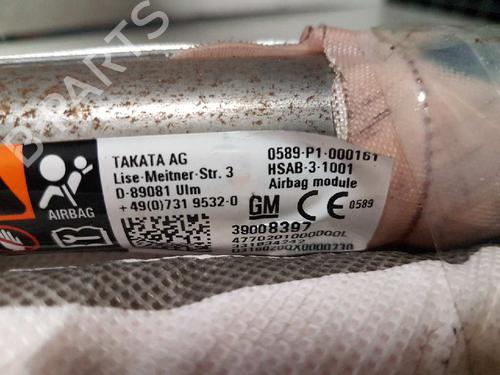 B-PARTS
TAKATA AG
Lise-Meitner-Str. 3
D-89081 Ulm
+49(0)731 9532-0
AIRBAG
0589-P1-000161
HSAB-3-1001
Airbag module
GM CE 0589
39008397